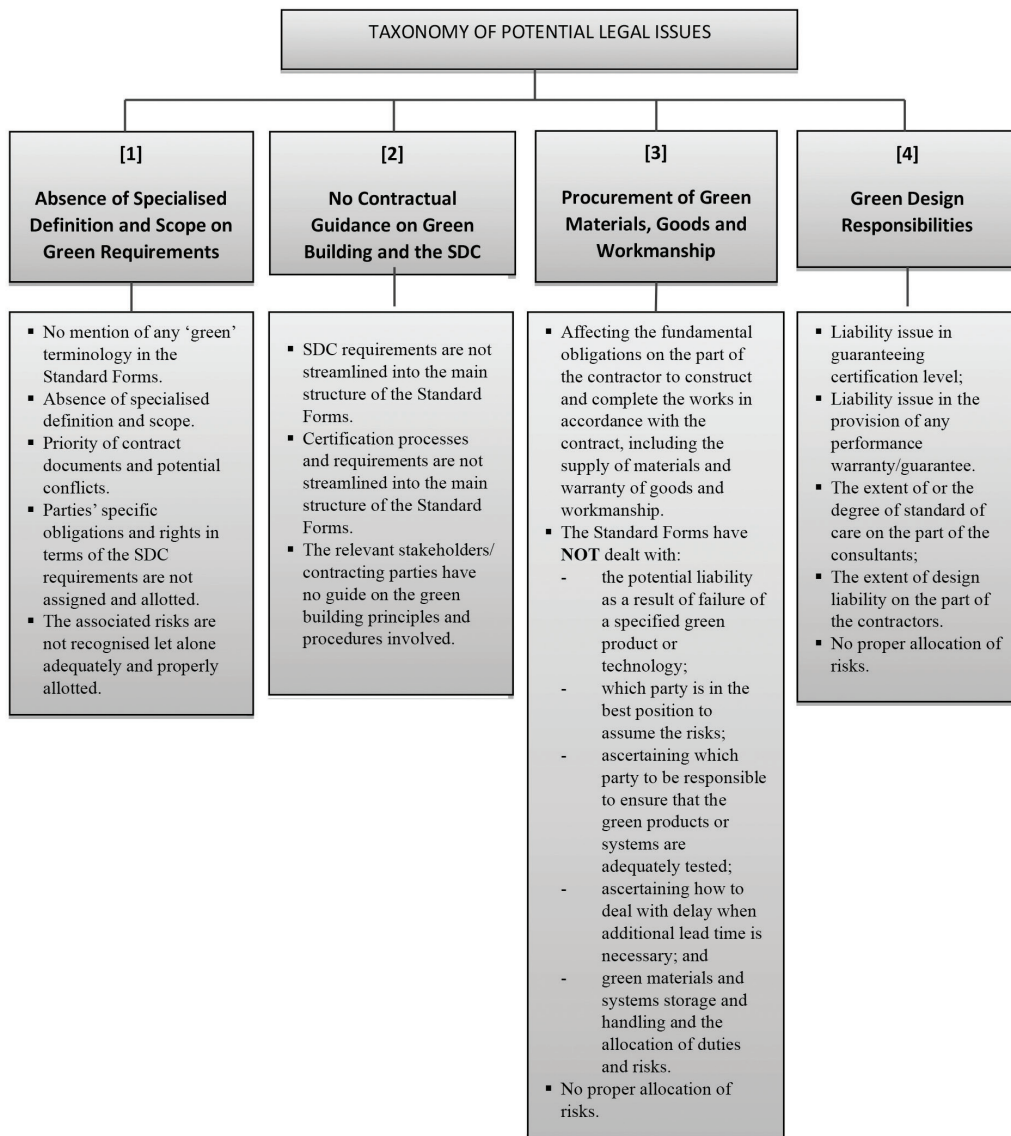 TAXONOMY OF POTENTIAL LEGAL ISSUES
[1]
Absence of Specialised
Definition and Scope on
Green Requirements
▪ No mention of any ‘green’
terminology in the
Standard Forms.
▪ Absence of specialised
definition and scope.
▪ Priority of contract
documents and potential
conflicts.
▪ Parties’ specific
obligations and rights in
terms of the SDC
requirements are not
assigned and allotted.
▪ The associated risks are
not recognised let alone
adequately and properly
allotted.
[2]
No Contractual
Guidance on Green
Building and the SDC
▪ SDC requirements are not
streamlined into the main
structure of the Standard
Forms.
▪ Certification processes
and requirements are not
streamlined into the main
structure of the Standard
Forms.
▪ The relevant stakeholders/
contracting parties have
no guide on the green
building principles and
procedures involved.
[3]
Procurement of Green
Materials, Goods and
Workmanship
▪ Affecting the fundamental
obligations on the part of
the contractor to construct
and complete the works in
accordance with the
contract, including the
supply of materials and
warranty of goods and
workmanship.
▪ The Standard Forms have
NOT dealt with:
- the potential liability
as a result of failure of
a specified green
product or
technology;
- which party is in the
best position to
assume the risks;
- ascertaining which
party to be responsible
to ensure that the
green products or
systems are
adequately tested;
- ascertaining how to
deal with delay when
additional lead time is
necessary; and
- green materials and
systems storage and
handling and the
allocation of duties
and risks.
▪ No proper allocation of
risks.
[4]
Green Design
Responsibilities
▪ Liability issue in
guaranteeing
certification level;
▪ Liability issue in the
provision of any
performance
warranty/guarantee.
▪ The extent of or the
degree of standard of
care on the part of the
consultants;
▪ The extent of design
liability on the part of
the contractors.
▪ No proper allocation of
risks.